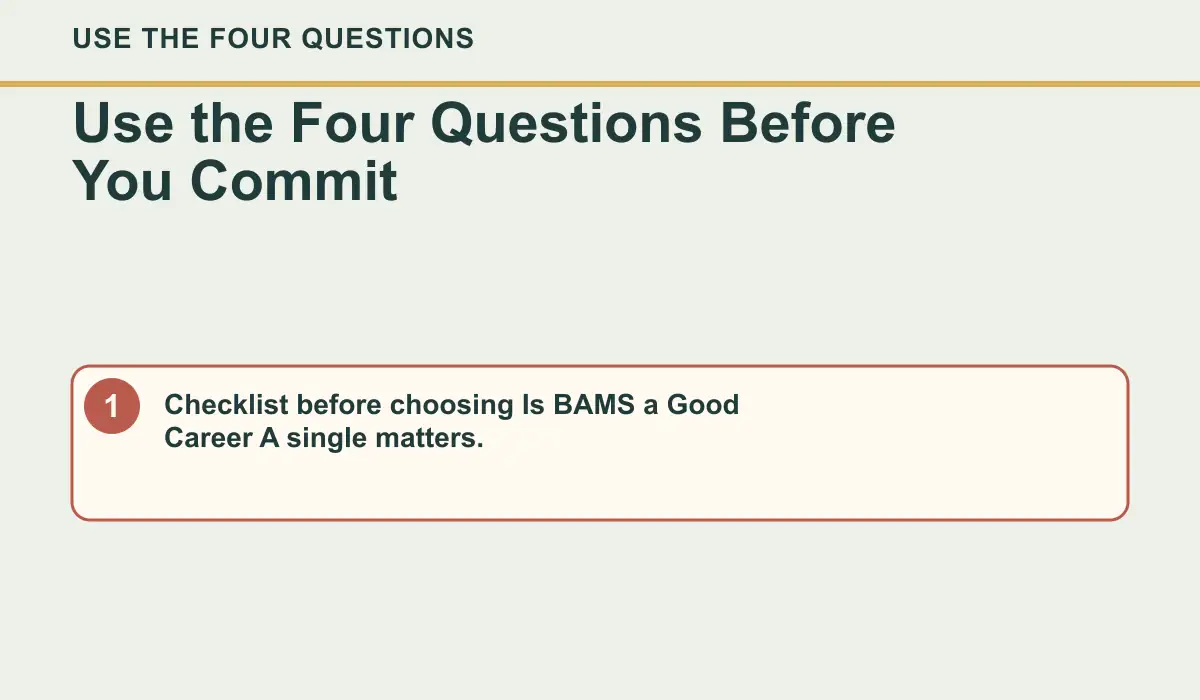 USE THE FOUR QUESTIONS
Use the Four Questions Before
You Commit
1
Checklist before choosing Is BAMS a Good
Career A single matters.